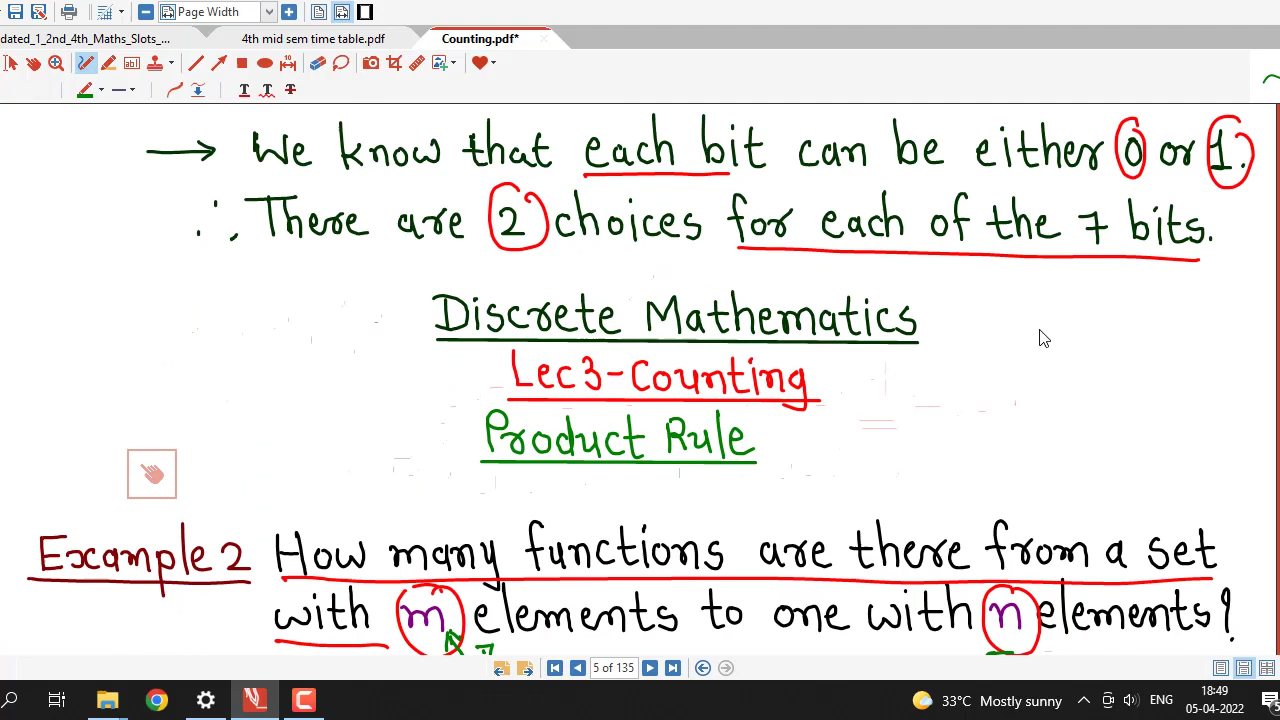 Page Width
dated_1_2nd_4th_Maths_Slots_...
4th mid sem time table.pdf
Counting.pdf*
→ We know that each bit can be either 0 or 1.
∴ There are 2 choices for each of the 7 bits.
Discrete Mathematics
Lec3-Counting
Product Rule
Example 2 How many functions are there from a set
with m elements to one with n elements?
5 of 135
33°C Mostly sunny
ENG
18:49
05-04-2022